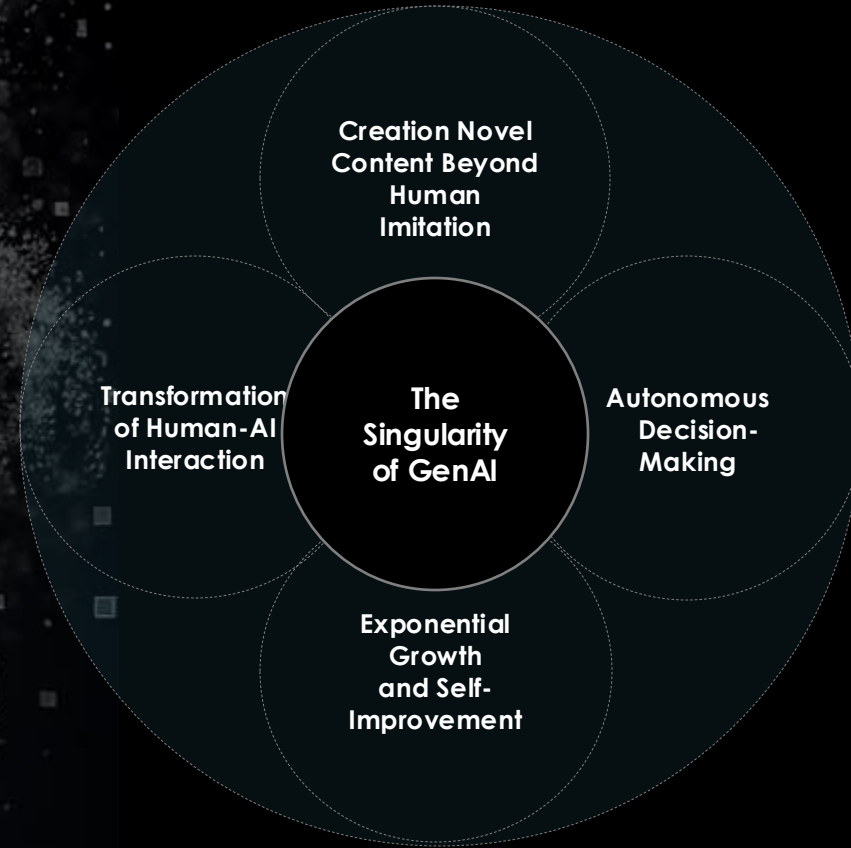 Creation Novel
Content Beyond
Human
Imitation
Transformation
of Human-AI
Interaction
The
Singularity
of GenAI
Autonomous
Decision-
Making
Exponential
Growth
and Self-
Improvement